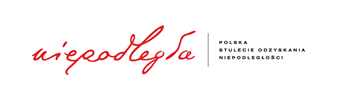 niepodległa
POLSKA
STULECIE ODZYSKANIA
NIEPODLEGŁOŚCI